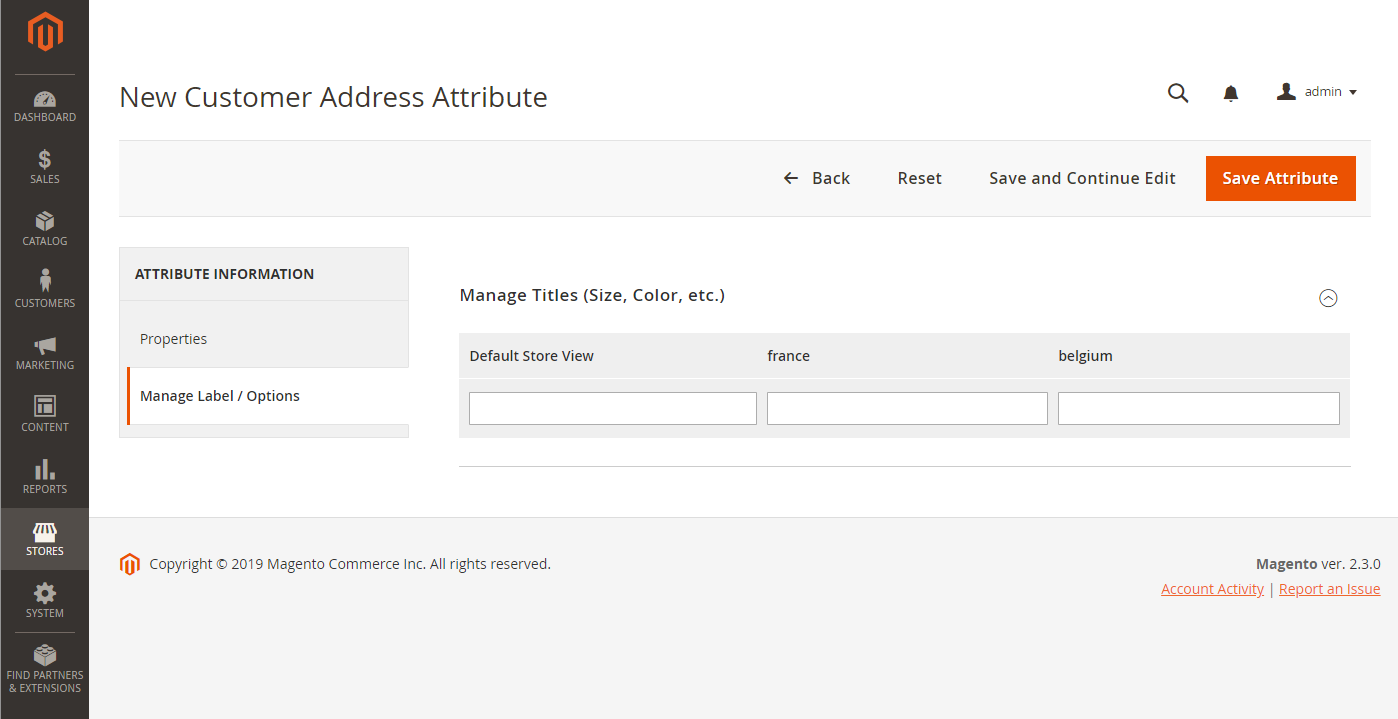 New Customer Address Attribute
admin
DASHBOARD
SALES
CATALOG
CUSTOMERS
MARKETING
CONTENT
REPORTS
STORES
SYSTEM
FIND PARTNERS
& EXTENSIONS
Back Reset Save and Continue Edit Save Attribute
ATTRIBUTE INFORMATION
Properties
Manage Label / Options
Manage Titles (Size, Color, etc.)
Default Store View france belgium
Copyright © 2019 Magento Commerce Inc. All rights reserved.
Magento ver. 2.3.0
Account Activity | Report an Issue